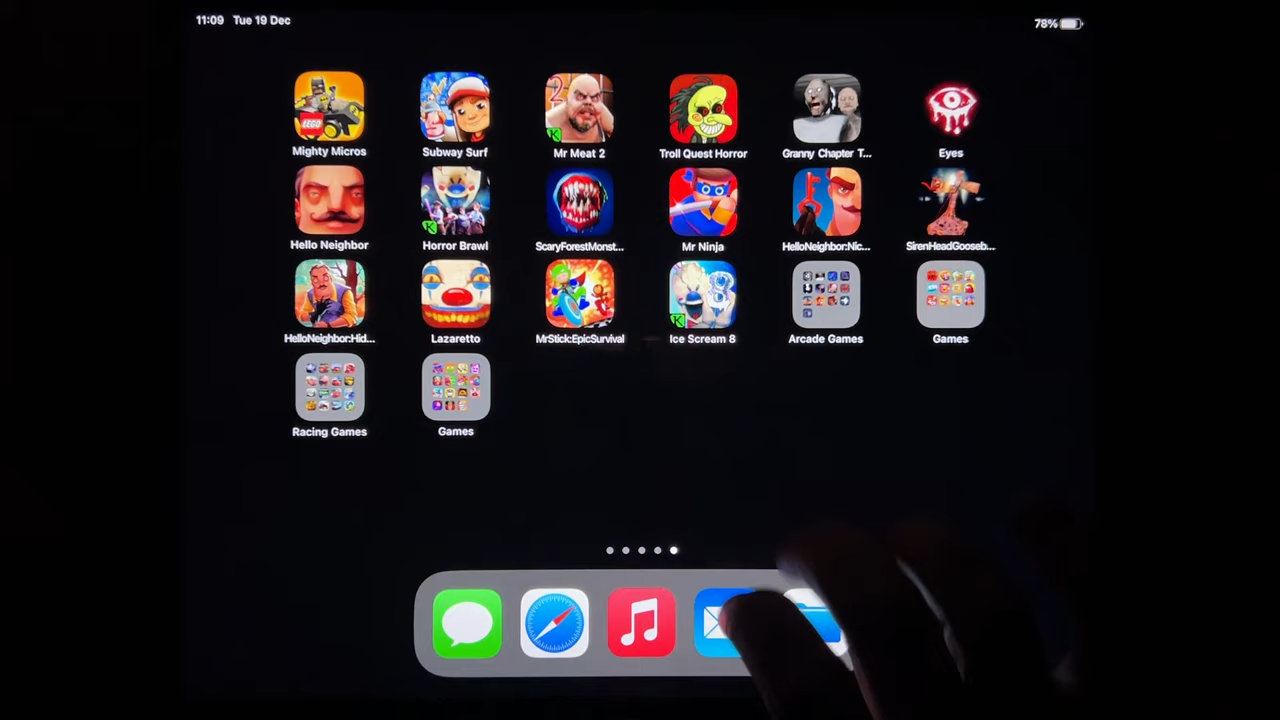 11:09 Tue 19 Dec
78%
LEGO
2
K
Mighty Micros
Subway Surf
Mr Meat 2
Troll Quest Horror
Granny Chapter T...
Eyes
K
Hello Neighbor
Horror Brawl
ScaryForestMonst...
Mr Ninja
HelloNeighbor:Nic...
SirenHeadGooseb...
K
HelloNeighbor:Hid...
Lazaretto
MrStick:EpicSurvival
Ice Scream 8
Arcade Games
Games
Racing Games
Games